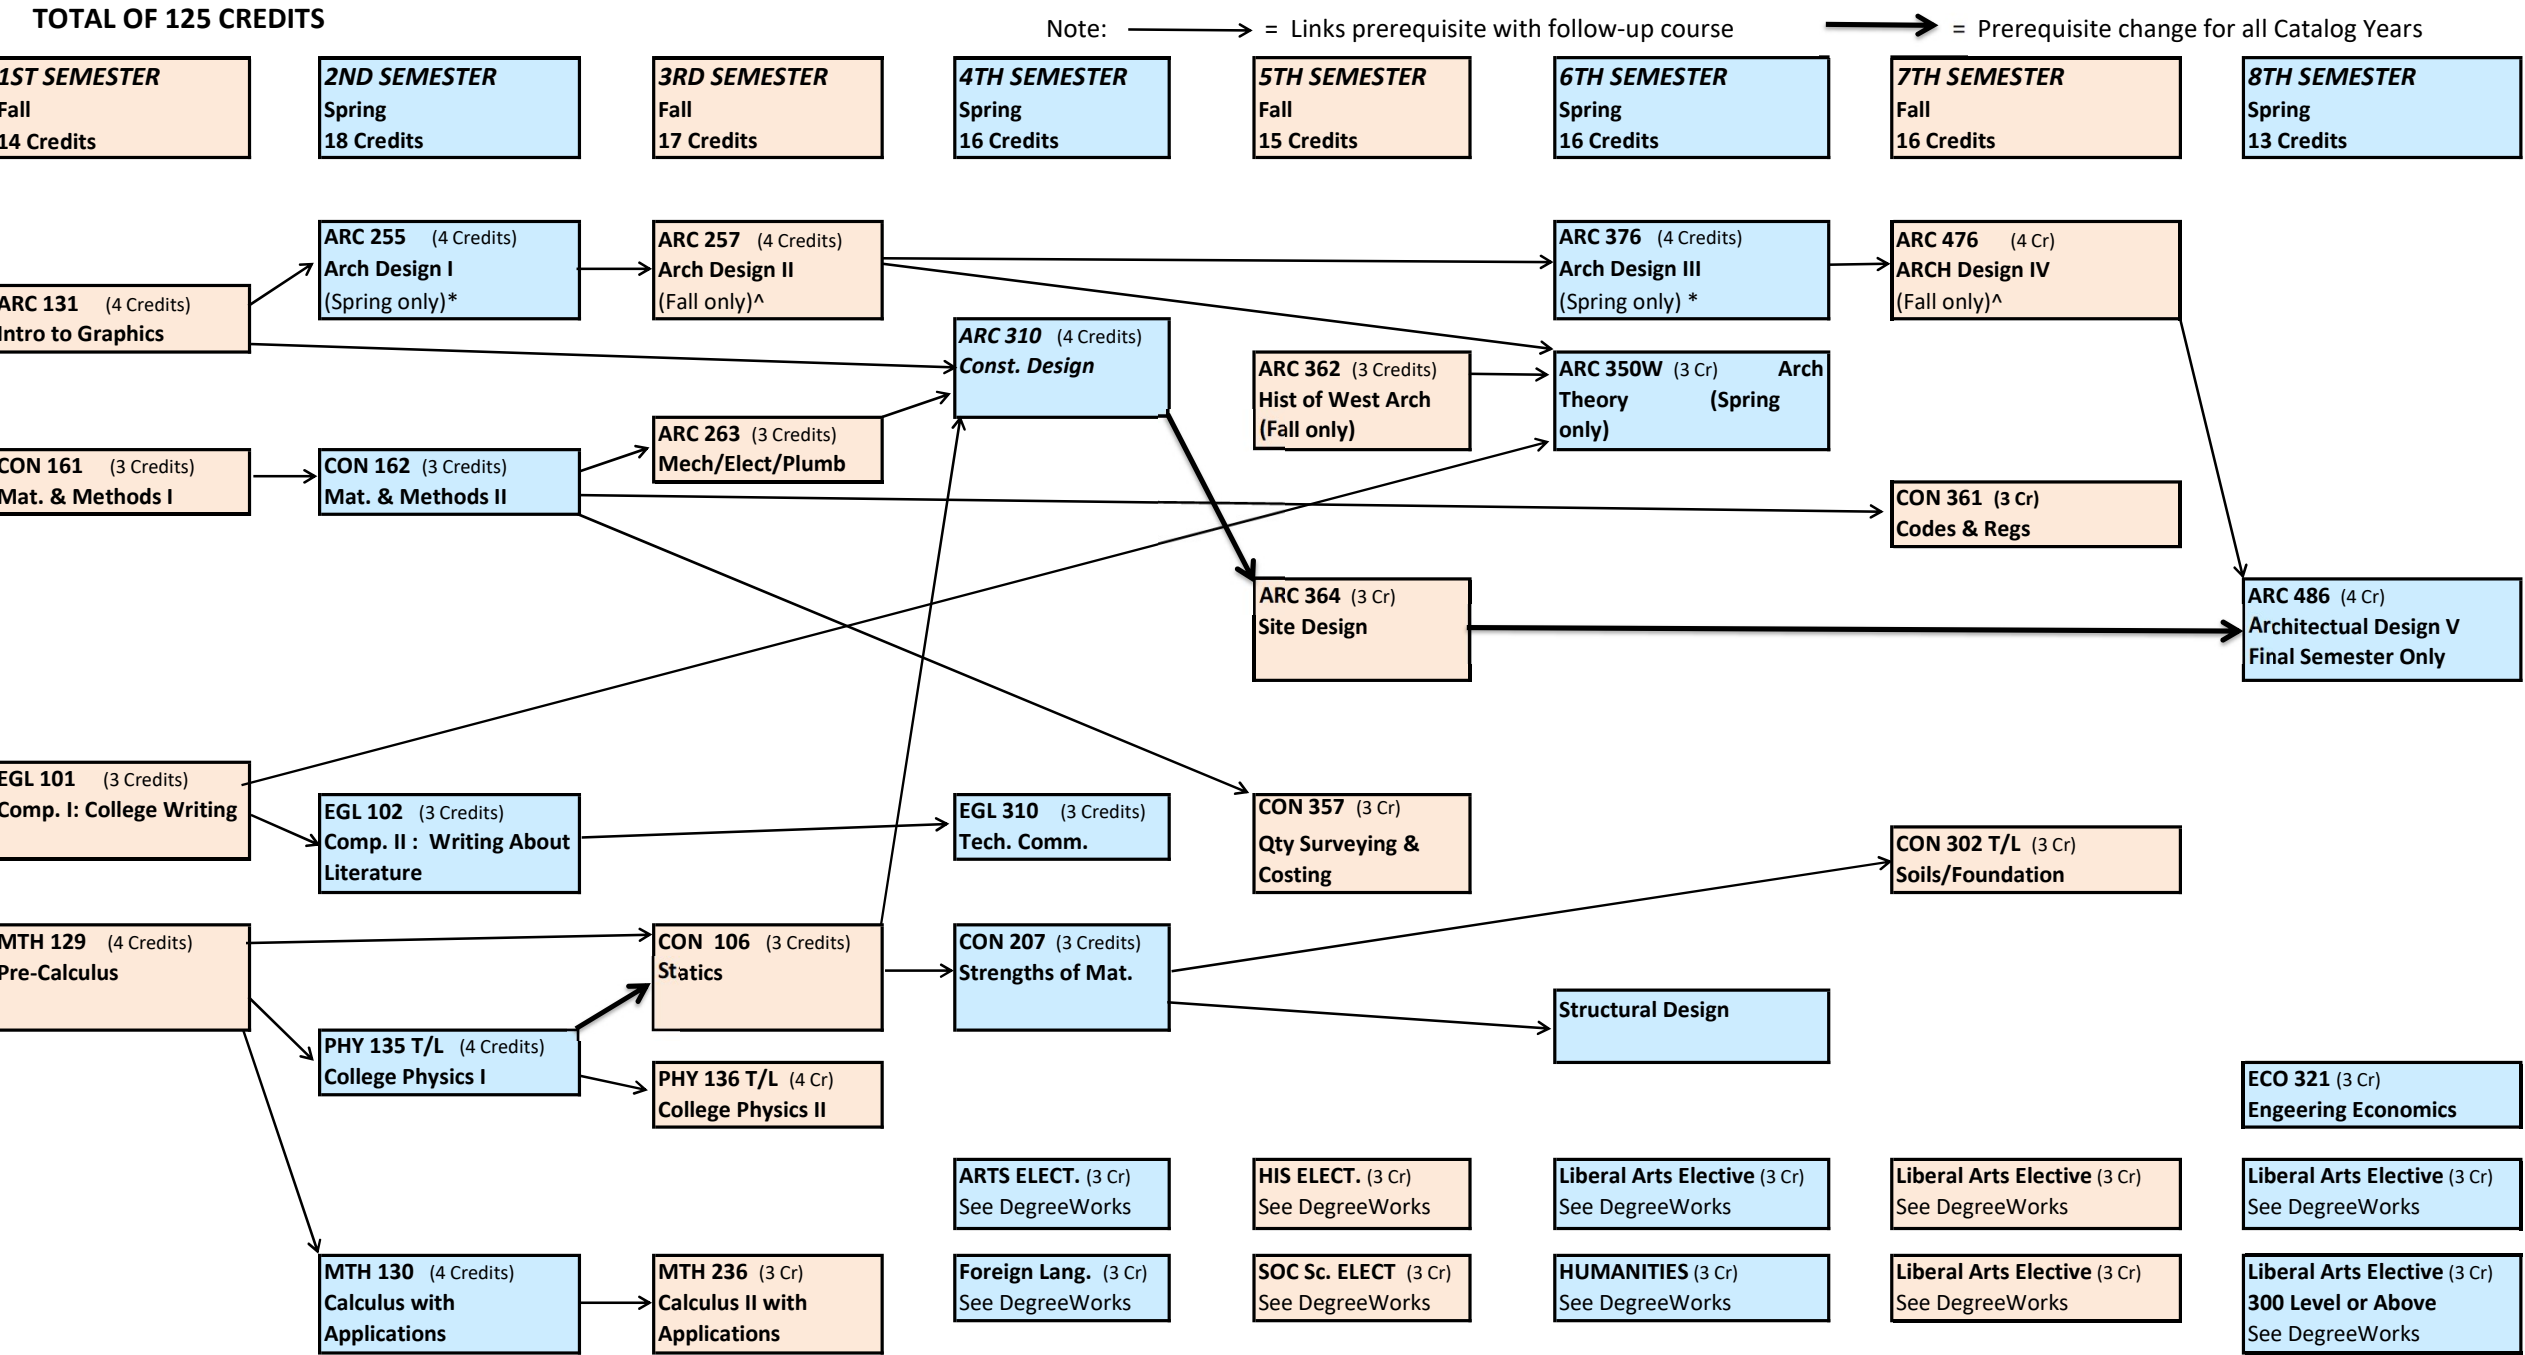 TOTAL OF 125 CREDITS
Note: = Links prerequisite with follow-up course = Prerequisite change for all Catalog Years
1ST SEMESTER
Fall
14 Credits
2ND SEMESTER
Spring
18 Credits
3RD SEMESTER
Fall
17 Credits
4TH SEMESTER
Spring
16 Credits
5TH SEMESTER
Fall
15 Credits
6TH SEMESTER
Spring
16 Credits
7TH SEMESTER
Fall
16 Credits
8TH SEMESTER
Spring
13 Credits
ARC 131 (4 Credits)
Intro to Graphics
CON 161 (3 Credits)
Mat. & Methods I
EGL 101 (3 Credits)
Comp. I: College Writing
MTH 129 (4 Credits)
Pre-Calculus
ARC 255 (4 Credits)
Arch Design I
(Spring only)*
CON 162 (3 Credits)
Mat. & Methods II
EGL 102 (3 Credits)
Comp. II : Writing About
Literature
PHY 135 T/L (4 Credits)
College Physics I
MTH 130 (4 Credits)
Calculus with
Applications
ARC 257 (4 Credits)
Arch Design II
(Fall only)^
ARC 263 (3 Credits)
Mech/Elect/Plumb
CON 106 (3 Credits)
Statics
PHY 136 T/L (4 Cr)
College Physics II
MTH 236 (3 Cr)
Calculus II with
Applications
ARC 310 (4 Credits)
Const. Design
EGL 310 (3 Credits)
Tech. Comm.
CON 207 (3 Credits)
Strengths of Mat.
ARTS ELECT. (3 Cr)
See DegreeWorks
Foreign Lang. (3 Cr)
See DegreeWorks
ARC 362 (3 Credits)
Hist of West Arch
(Fall only)
ARC 364 (3 Cr)
Site Design
CON 357 (3 Cr)
Qty Surveying &
Costing
HIS ELECT. (3 Cr)
See DegreeWorks
SOC Sc. ELECT (3 Cr)
See DegreeWorks
ARC 376 (4 Credits)
Arch Design III
(Spring only) *
ARC 350W (3 Cr) Arch
Theory (Spring
only)
Structural Design
Liberal Arts Elective (3 Cr)
See DegreeWorks
HUMANITIES (3 Cr)
See DegreeWorks
ARC 476 (4 Cr)
ARCH Design IV
(Fall only)^
CON 361 (3 Cr)
Codes & Regs
CON 302 T/L (3 Cr)
Soils/Foundation
Liberal Arts Elective (3 Cr)
See DegreeWorks
Liberal Arts Elective (3 Cr)
See DegreeWorks
ARC 486 (4 Cr)
Architectual Design V
Final Semester Only
ECO 321 (3 Cr)
Engeering Economics
Liberal Arts Elective (3 Cr)
See DegreeWorks
Liberal Arts Elective (3 Cr)
300 Level or Above
See DegreeWorks